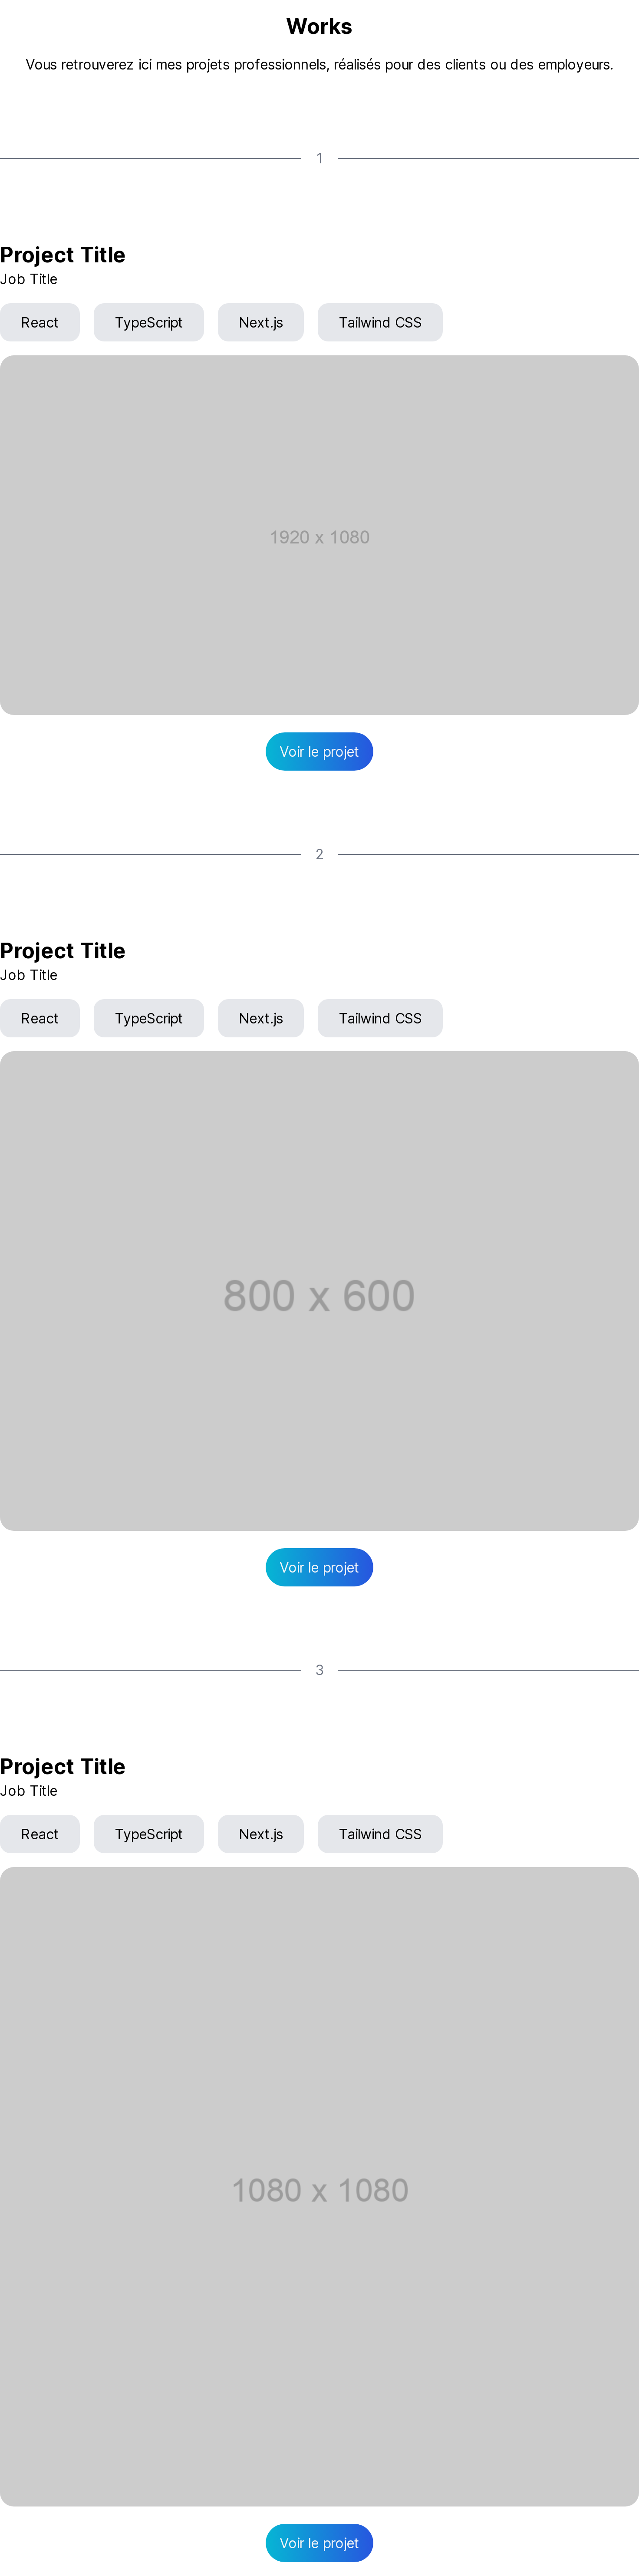 Works
Vous retrouverez ici mes projets professionnels, réalisés pour des clients ou des employeurs.
1
Project Title
Job Title
React TypeScript Next.js Tailwind CSS
1920 x 1080
Voir le projet
2
Project Title
Job Title
React TypeScript Next.js Tailwind CSS
800 x 600
Voir le projet
3
Project Title
Job Title
React TypeScript Next.js Tailwind CSS
1080 x 1080
Voir le projet